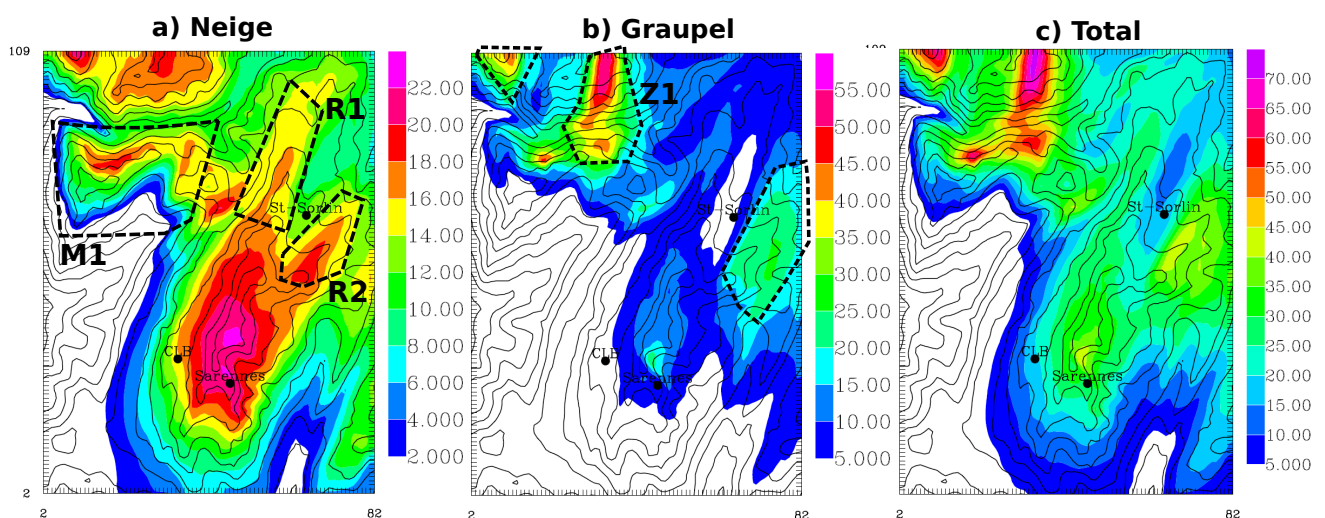 a) Neige
b) Graupel
c) Total
109
22.00
20.00
18.00
16.00
14.00
12.00
10.00
8.000
6.000
4.000
2.000
R1
St-Sorlin
M1
R2
CLB
Sarennes
2
2
82
55.00
50.00
45.00
40.00
35.00
30.00
25.00
20.00
15.00
10.00
5.000
Z1
St-Sorlin
CLB
Sarennes
2
82
70.00
65.00
60.00
55.00
50.00
45.00
40.00
35.00
30.00
25.00
20.00
15.00
10.00
5.000
St-Sorlin
CLB
Sarennes
2
82